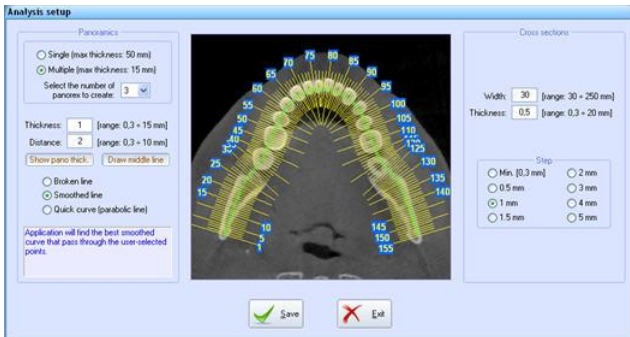 Analysis setup
Panoramics
Single (max thickness: 50 mm)
Multiple (max thickness: 15 mm)
Select the number of
panorex to create: 3
Thickness: 1 [range: 0,3 ÷ 15 mm)
Distance: 2 [range: 0,3 ÷ 10 mm)
Show pano thick.
Draw middle line
Broken line
Smoothed line
Quick curve (parabolic line)
Application will find the best smoothed
curve that pass through the user-selected
points.
75
80
70
85
65
90
60
95
55
100
50
105
45
110
40
115
25
130
20
135
15
140
10
5
1
145
150
155
Save
Exit
Cross sections
Width: 30 [range: 30 ÷ 250 mm)
Thickness: 0,5 [range: 0,3 ÷ 20 mm)
Step
Min. [0,3 mm]
2 mm
0.5 mm
3 mm
1 mm
4 mm
1.5 mm
5 mm